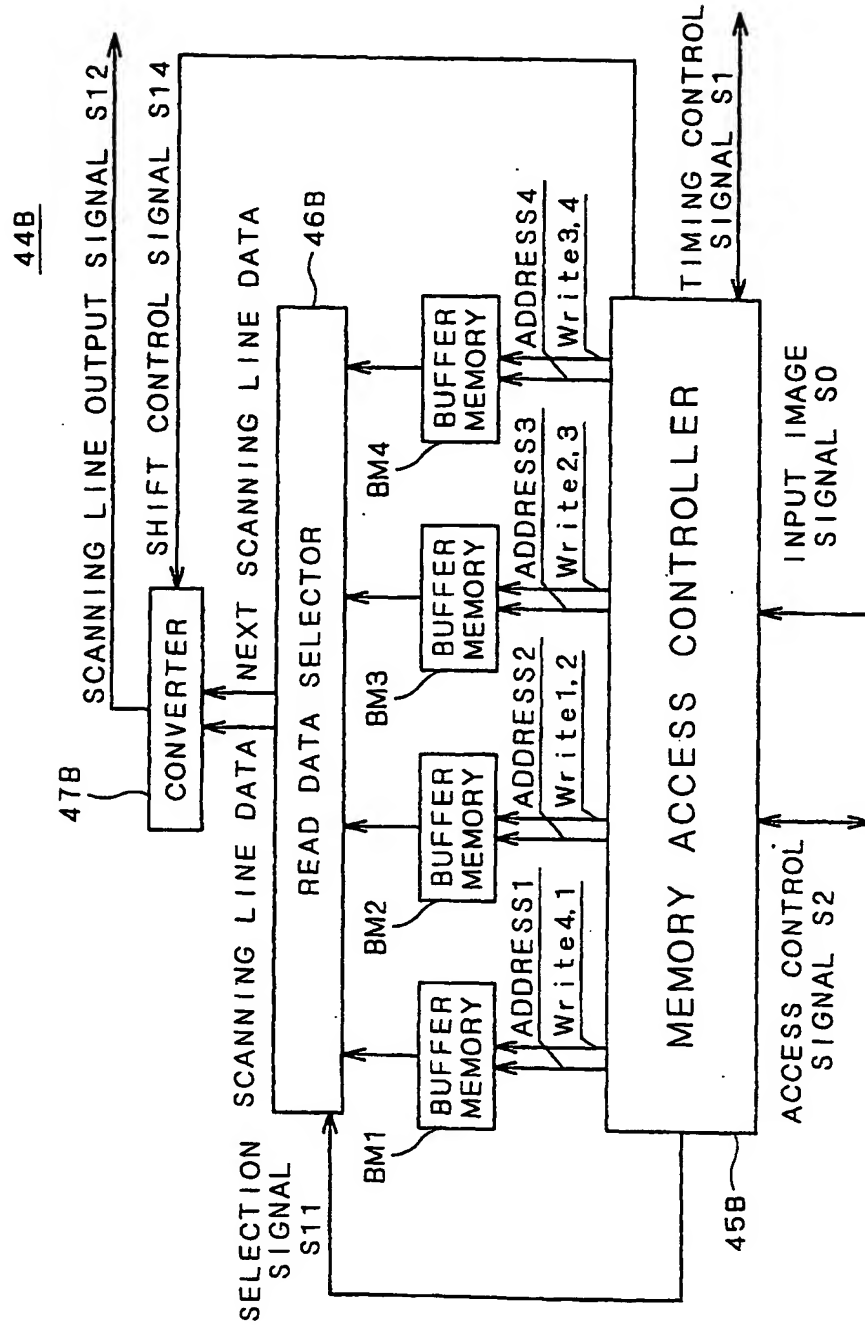 44B
SCANNING LINE OUTPUT SIGNAL S12
SHIFT CONTROL SIGNAL S14
47B
CONVERTER
SCANNING LINE DATA
NEXT SCANNING LINE DATA
46B
SELECTION
SIGNAL
S11
READ DATA SELECTOR
BM1
BUFFER
MEMORY
BM2
BUFFER
MEMORY
BM3
BUFFER
MEMORY
BM4
BUFFER
MEMORY
ADDRESS1
Write4,1
ADDRESS2
Write1,2
ADDRESS3
Write2,3
ADDRESS4
Write3,4
MEMORY ACCESS CONTROLLER
45B
ACCESS CONTROL
SIGNAL S2
INPUT IMAGE
SIGNAL S0
TIMING CONTROL
SIGNAL S1